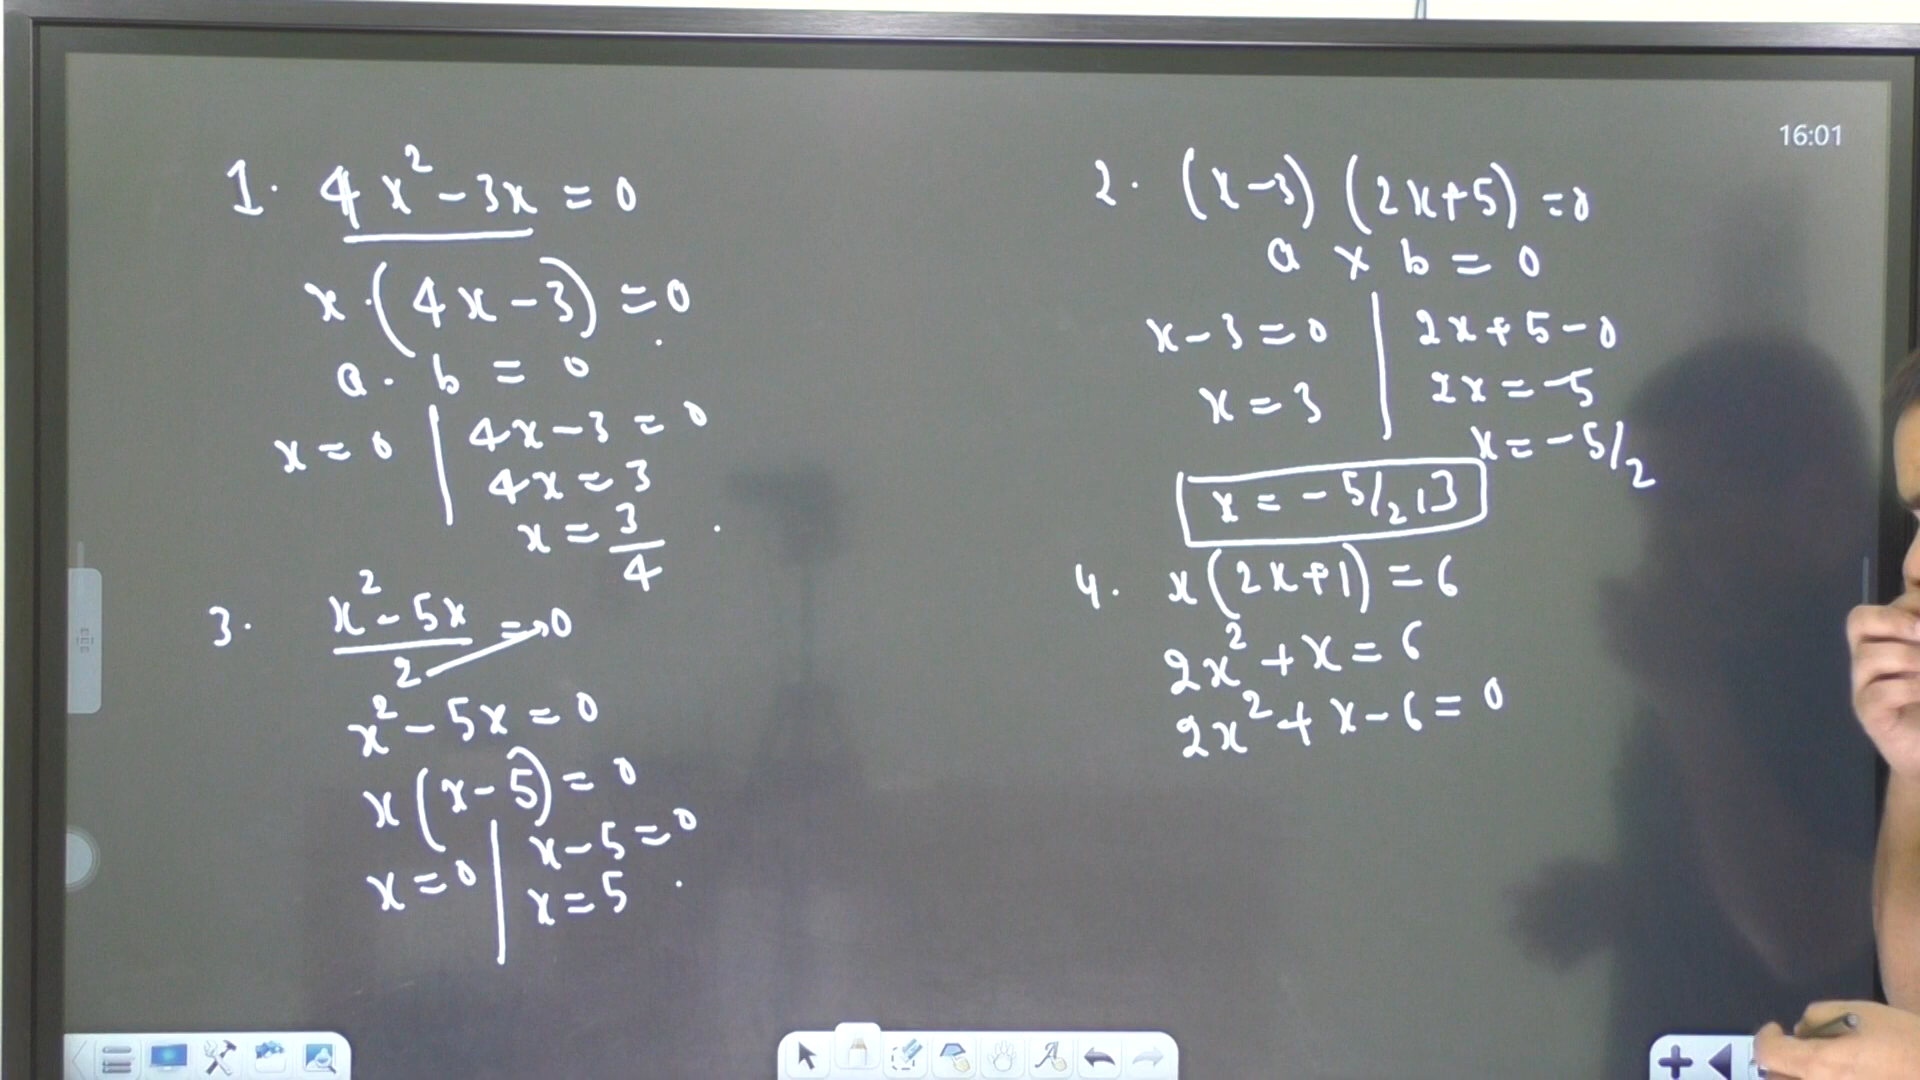 16:01
1. 4x² - 3x = 0
x.(4x - 3) = 0
a . b = 0
x = 0 | 4x - 3 = 0
4x = 3
x = 3/4
2. (x-3) (2x+5) = 0
a x b = 0
x - 3 = 0 | 2x + 5 - 0
x = 3 | 2x = -5
x = -5/2
x = -5/2, 3
3. x² - 5x / 2 = 0
x² - 5x = 0
x(x - 5) = 0
x = 0 | x - 5 = 0
x = 5
4. x(2x+1) = 6
2x² + x = 6
2x² + x - 6 = 0